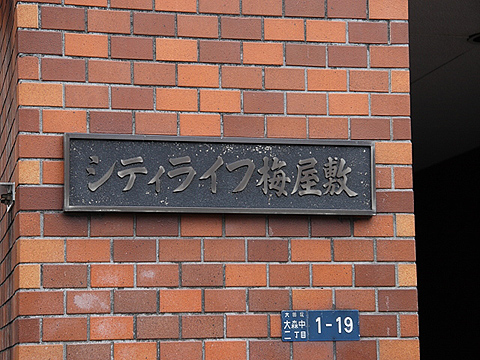 シティライフ梅屋敷
大田区
大森中
二丁目
1-19